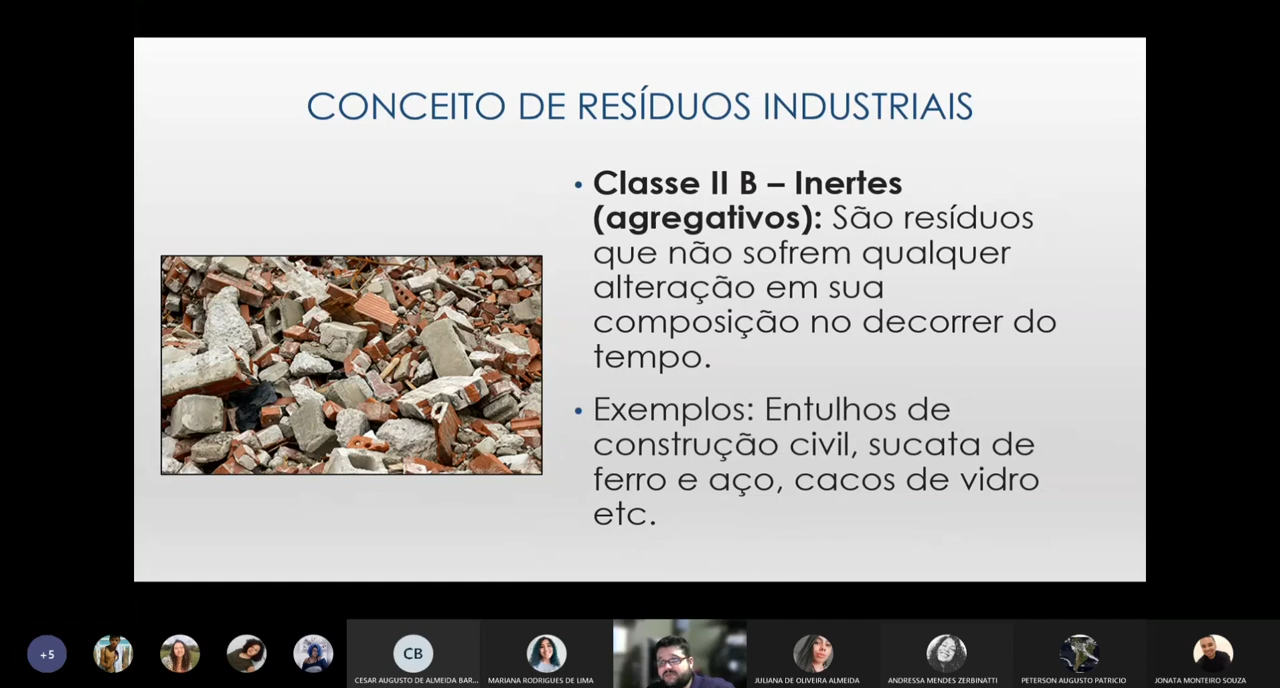 CONCEITO DE RESÍDUOS INDUSTRIAIS
• Classe II B – Inertes
(agregativos): São resíduos
que não sofrem qualquer
alteração em sua
composição no decorrer do
tempo.
• Exemplos: Entulhos de
construção civil, sucata de
ferro e aço, cacos de vidro
etc.
+5
CB
CESAR AUGUSTO DE ALMEIDA BAR...
MARIANA RODRIGUES DE LIMA
JULIANA DE OLIVEIRA ALMEIDA
ANDRESSA MENDES ZERBINATTI
PETERSON AUGUSTO PATRICIO
JONATA MONTEIRO SOUZA